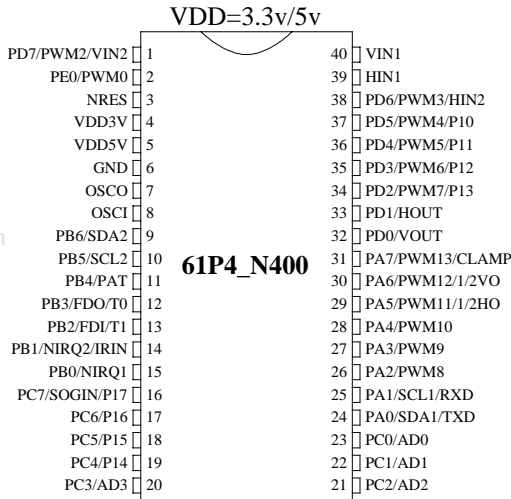 VDD=3.3v/5v
PD7/PWM2/VIN2 1 40 VIN1
PE0/PWM0 2 39 HIN1
NRES 3 38 PD6/PWM3/HIN2
VDD3V 4 37 PD5/PWM4/P10
VDD5V 5 36 PD4/PWM5/P11
GND 6 35 PD3/PWM6/P12
OSCO 7 34 PD2/PWM7/P13
OSCI 8 33 PD1/HOUT
PB6/SDA2 9 32 PD0/VOUT
PB5/SCL2 10 61P4_N400 31 PA7/PWM13/CLAMP
PB4/PAT 11 30 PA6/PWM12/1/2VO
PB3/FDO/T0 12 29 PA5/PWM11/1/2HO
PB2/FDI/T1 13 28 PA4/PWM10
PB1/NIRQ2/IRIN 14 27 PA3/PWM9
PB0/NIRQ1 15 26 PA2/PWM8
PC7/SOGIN/P17 16 25 PA1/SCL1/RXD
PC6/P16 17 24 PA0/SDA1/TXD
PC5/P15 18 23 PC0/AD0
PC4/P14 19 22 PC1/AD1
PC3/AD3 20 21 PC2/AD2